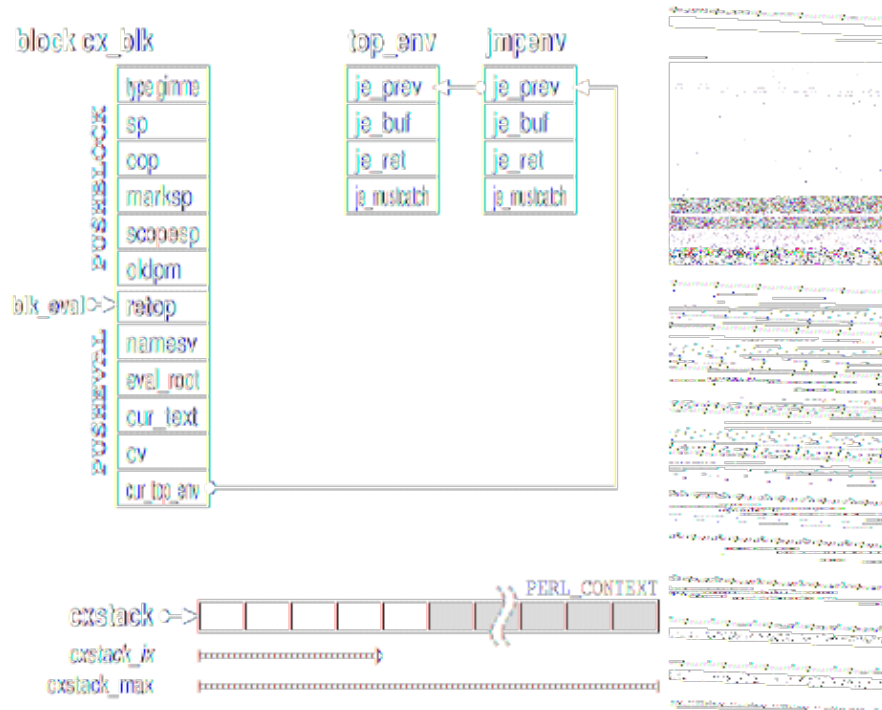 block cx_blk
top_env
jmpenv
type gimme
sp
cop
marksp
scopesp
oldpm
retop
namesv
eval_root
cur_text
cv
cur_top_env
PUSHBLOCK
PUSHEVAL
blk_eval
je_prev
je_buf
je_ret
je_mustcatch
je_prev
je_buf
je_ret
je_mustcatch
PERL_CONTEXT
cxstack
cxstack_ix
cxstack_max